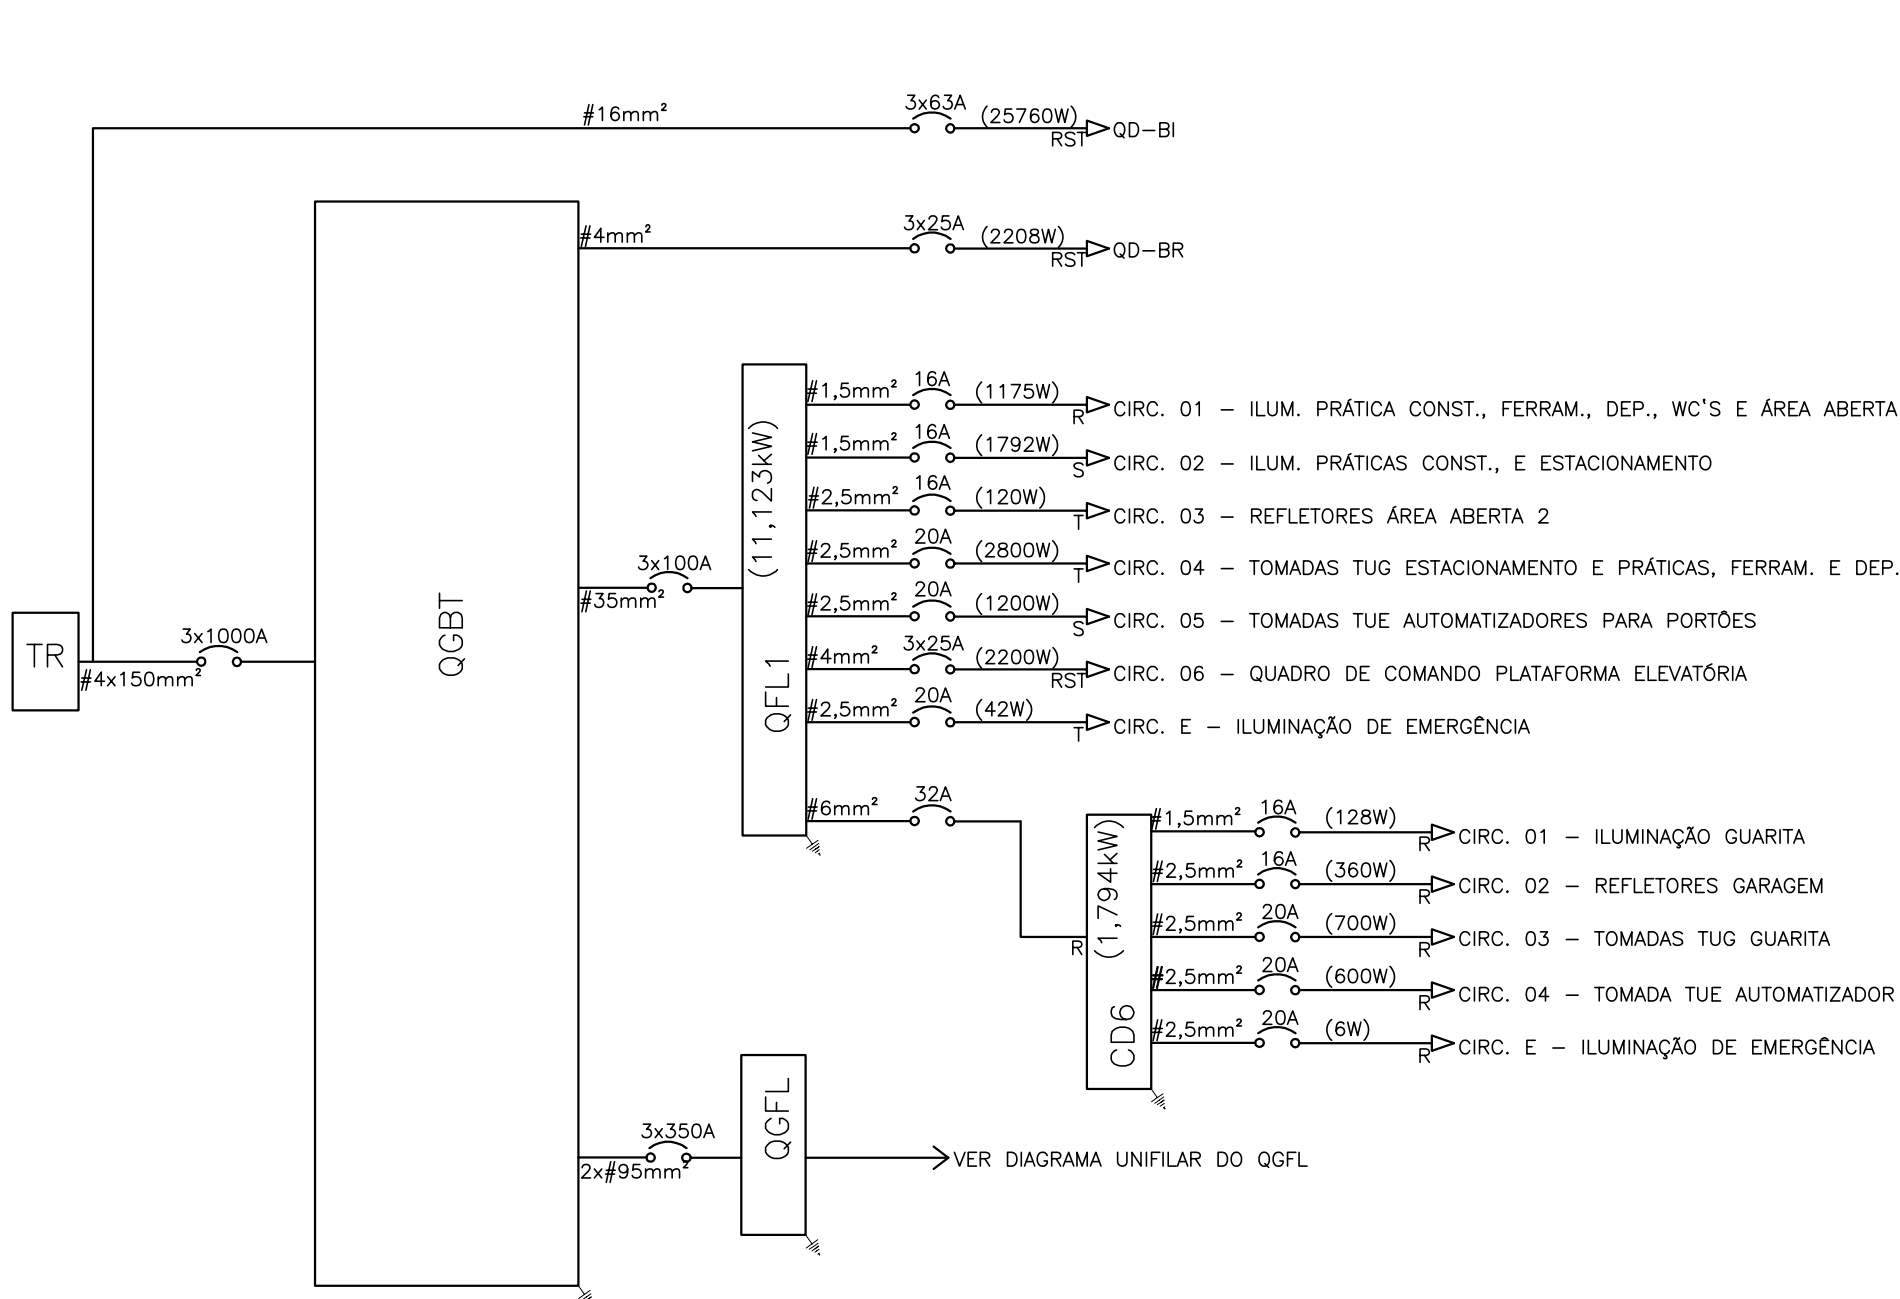 #16mm²
3x63A
(25760W)
RST
QD-BI
#4mm²
3x25A
(2208W)
RST
QD-BR
TR
#4x150mm²
3x1000A
QGBT
3x100A
#35mm²
QFL1 (11,123kW)
#1,5mm² 16A (1175W) R CIRC. 01 - ILUM. PRÁTICA CONST., FERRAM., DEP., WC'S E ÁREA ABERTA
#1,5mm² 16A (1792W) S CIRC. 02 - ILUM. PRÁTICAS CONST., E ESTACIONAMENTO
#2,5mm² 16A (120W) T CIRC. 03 - REFLETORES ÁREA ABERTA 2
#2,5mm² 20A (2800W) T CIRC. 04 - TOMADAS TUG ESTACIONAMENTO E PRÁTICAS, FERRAM. E DEP.
#2,5mm² 20A (1200W) S CIRC. 05 - TOMADAS TUE AUTOMATIZADORES PARA PORTÕES
#4mm² 3x25A (2200W) RST CIRC. 06 - QUADRO DE COMANDO PLATAFORMA ELEVATÓRIA
#2,5mm² 20A (42W) T CIRC. E - ILUMINAÇÃO DE EMERGÊNCIA
#6mm² 32A
R
CD6 (1,794kW)
#1,5mm² 16A (128W) R CIRC. 01 - ILUMINAÇÃO GUARITA
#2,5mm² 16A (360W) R CIRC. 02 - REFLETORES GARAGEM
#2,5mm² 20A (700W) R CIRC. 03 - TOMADAS TUG GUARITA
#2,5mm² 20A (600W) R CIRC. 04 - TOMADA TUE AUTOMATIZADOR
#2,5mm² 20A (6W) R CIRC. E - ILUMINAÇÃO DE EMERGÊNCIA
3x350A
2x#95mm²
QGFL
VER DIAGRAMA UNIFILAR DO QGFL